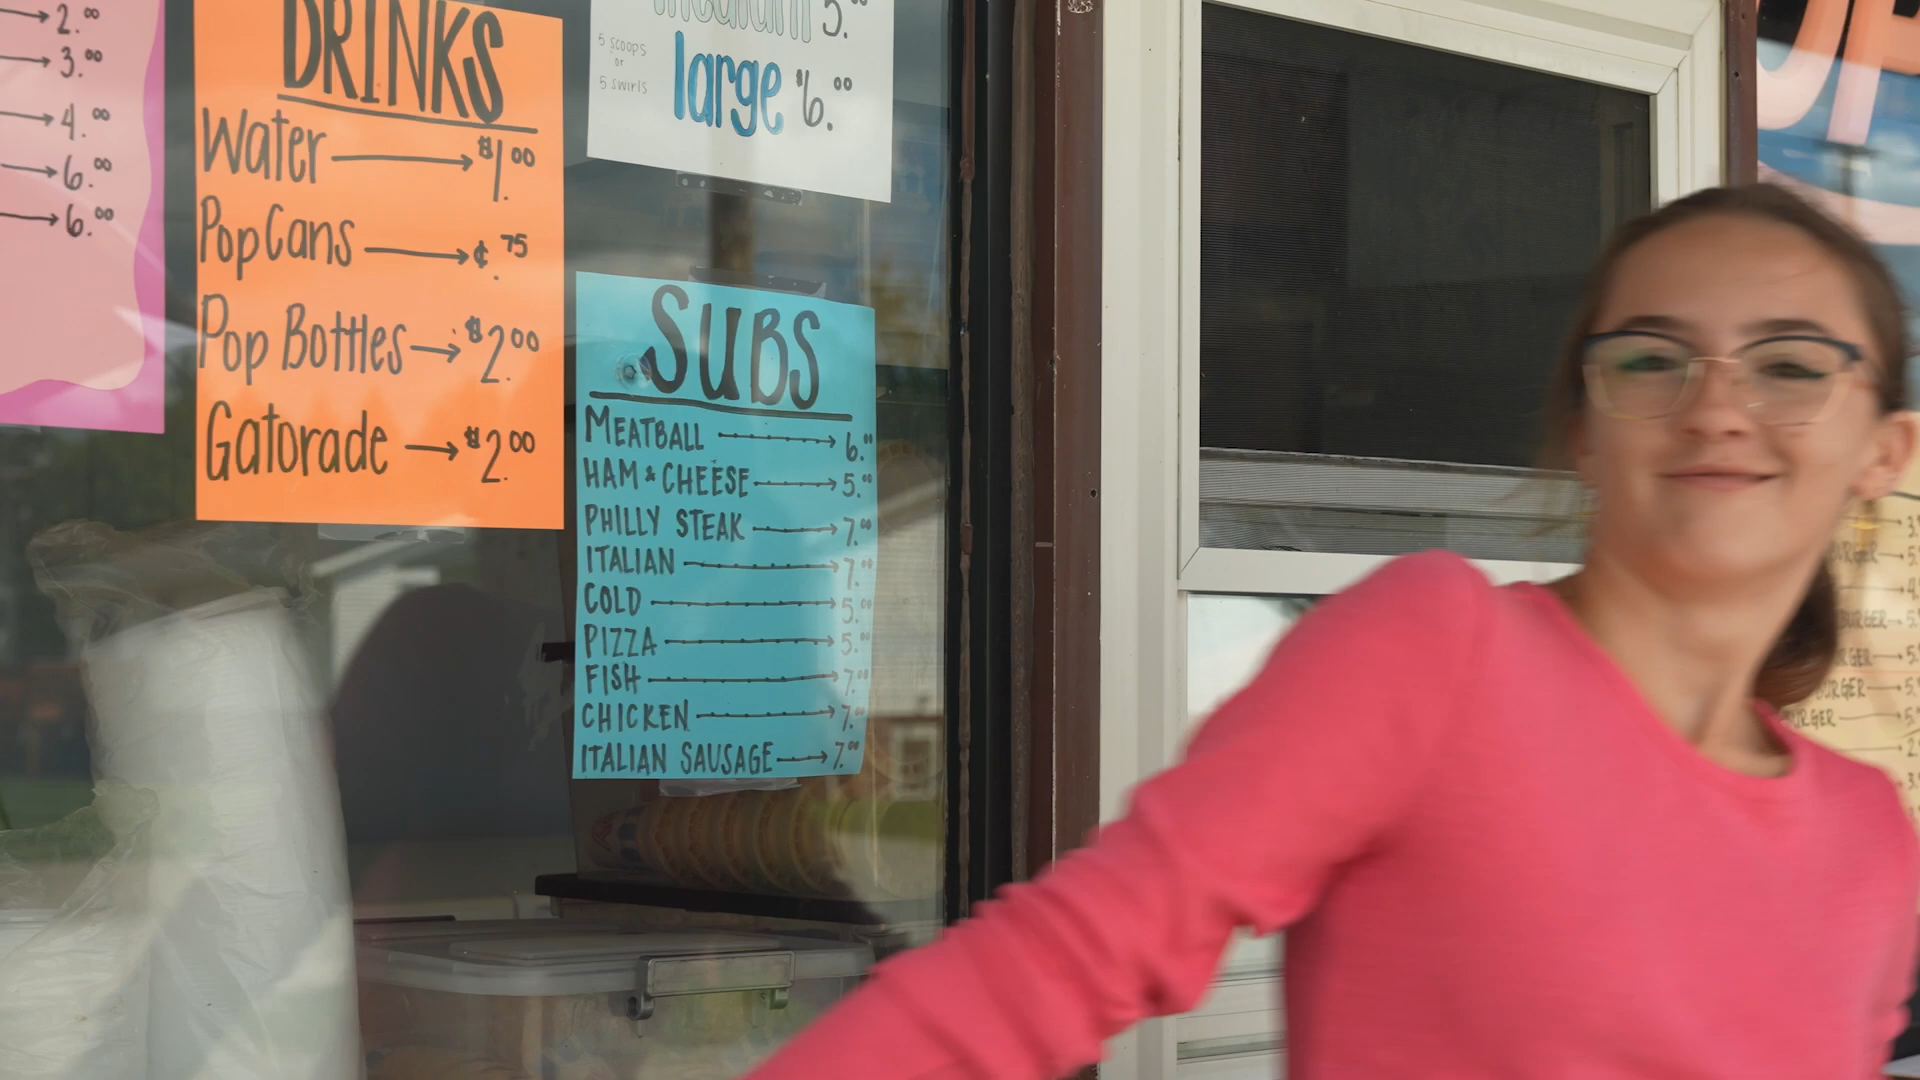 2.00
3.00
4.00
6.00
6.00
DRINKS
Water $1.00
Pop Cans ¢.75
Pop Bottles $2.00
Gatorade $2.00
medium 5.00
5 scoops
or
5 swirls
large $6.00
SUBS
MEATBALL 6.00
HAM & CHEESE 5.00
PHILLY STEAK 7.00
ITALIAN 7.00
COLD 5.00
PIZZA 5.00
FISH 7.00
CHICKEN 7.00
ITALIAN SAUSAGE 7.00